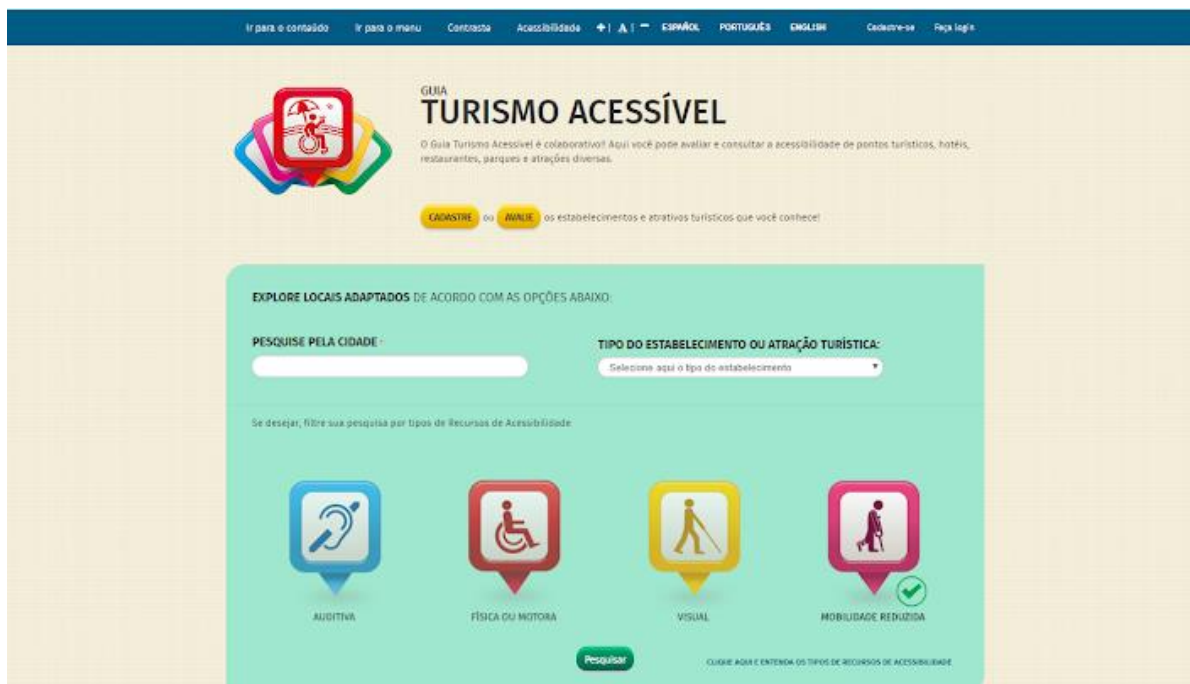 Ir para o conteúdo Ir para o menu Contraste Acessibilidade + | A | − ESPAÑOL PORTUGUÊS ENGLISH Cadastre-se Faça login
GUIA
TURISMO ACESSÍVEL
O Guia Turismo Acessível é colaborativo! Aqui você pode avaliar e consultar a acessibilidade de pontos turísticos, hotéis,
restaurantes, parques e atrações diversas.
CADASTRE ou AVALIE os estabelecimentos e atrativos turísticos que você conhece!
EXPLORE LOCAIS ADAPTADOS DE ACORDO COM AS OPÇÕES ABAIXO:
PESQUISE PELA CIDADE *
TIPO DO ESTABELECIMENTO OU ATRAÇÃO TURÍSTICA:
Selecione aqui o tipo do estabelecimento
Se desejar, filtre sua pesquisa por tipos de Recursos de Acessibilidade
AUDITIVA FÍSICA OU MOTORA VISUAL MOBILIDADE REDUZIDA
Pesquisar
CLIQUE AQUI E ENTENDA OS TIPOS DE RECURSOS DE ACESSIBILIDADE